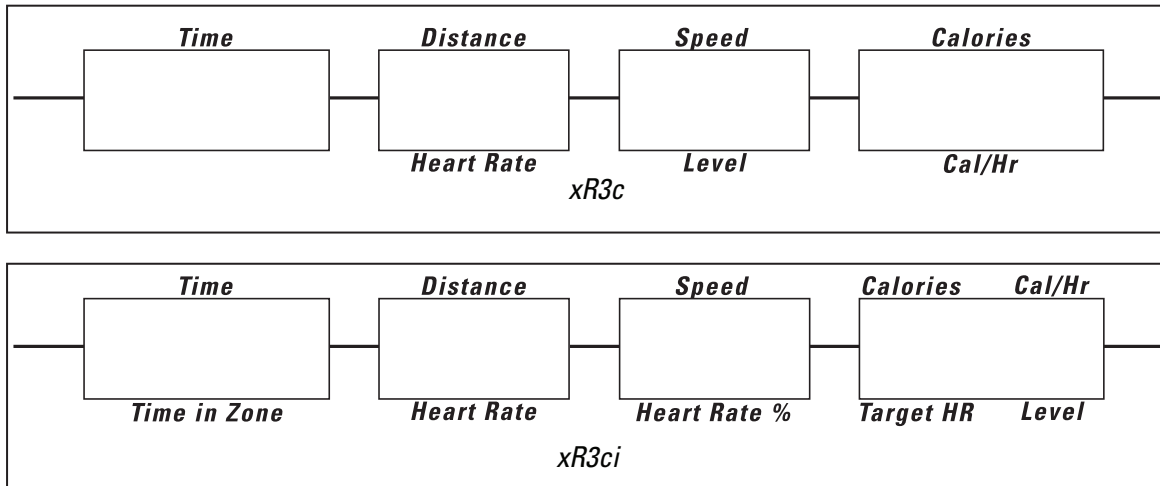 Time Distance Speed Calories
Heart Rate Level Cal/Hr
xR3c
Time Distance Speed Calories Cal/Hr
Time in Zone Heart Rate Heart Rate % Target HR Level
xR3ci